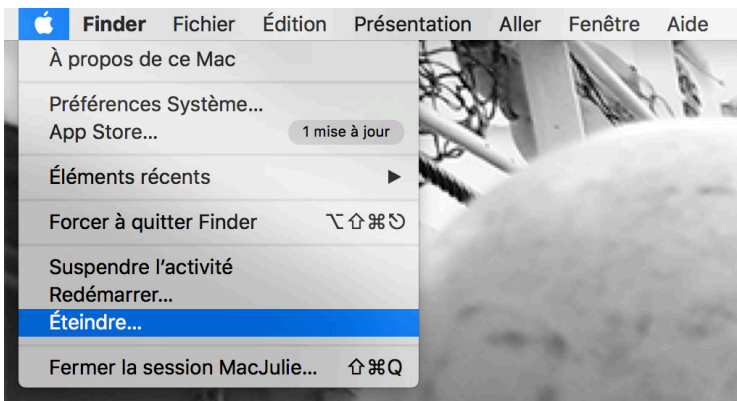 Finder Fichier Édition Présentation Aller Fenêtre Aide
À propos de ce Mac
Préférences Système...
App Store... 1 mise à jour
Éléments récents ▶
Forcer à quitter Finder ⌥⇧⌘⎋
Suspendre l’activité
Redémarrer...
Éteindre...
Fermer la session MacJulie... ⇧⌘Q